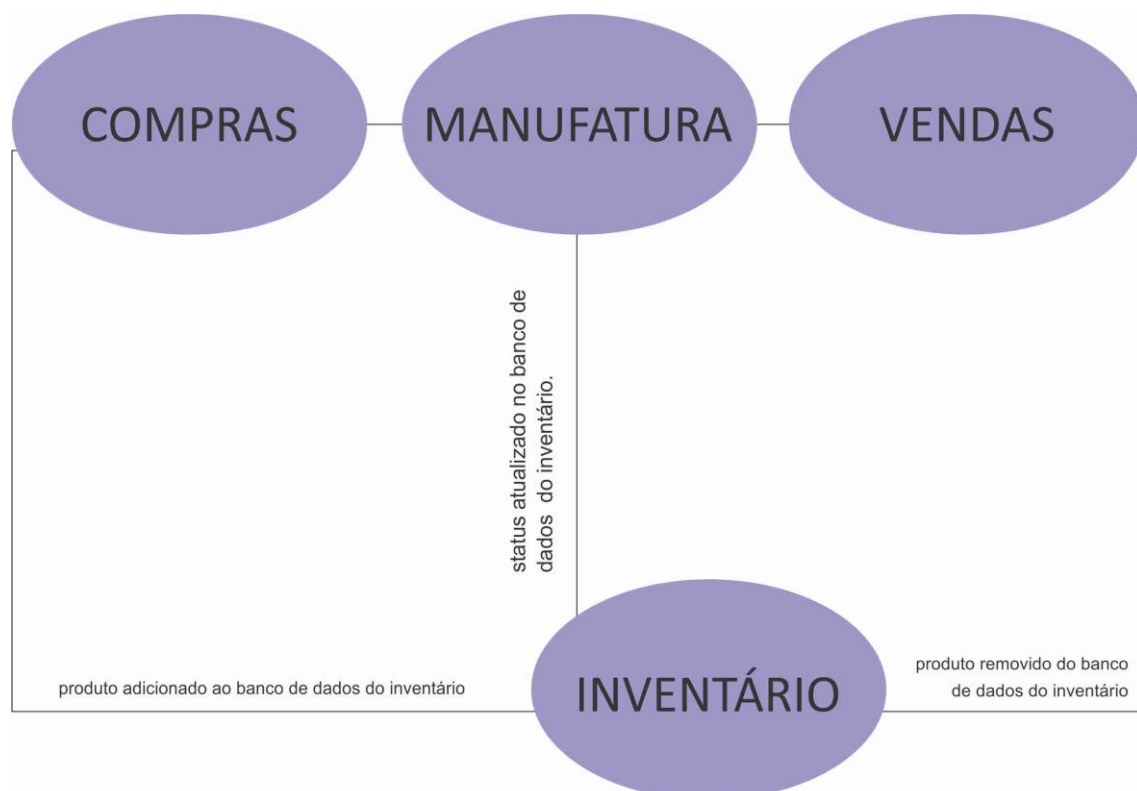 COMPRAS
MANUFATURA
VENDAS
status atualizado no banco de
dados do inventário.
produto adicionado ao banco de dados do inventário
INVENTÁRIO
produto removido do banco
de dados do inventário